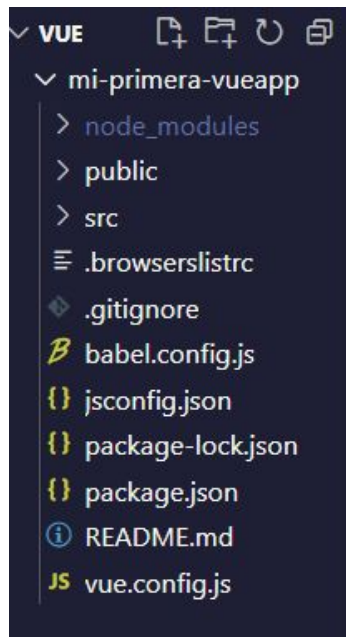 VUE
mi-primera-vueapp
node_modules
public
src
.browserslistrc
.gitignore
B babel.config.js
{} jsconfig.json
{} package-lock.json
{} package.json
README.md
JS vue.config.js